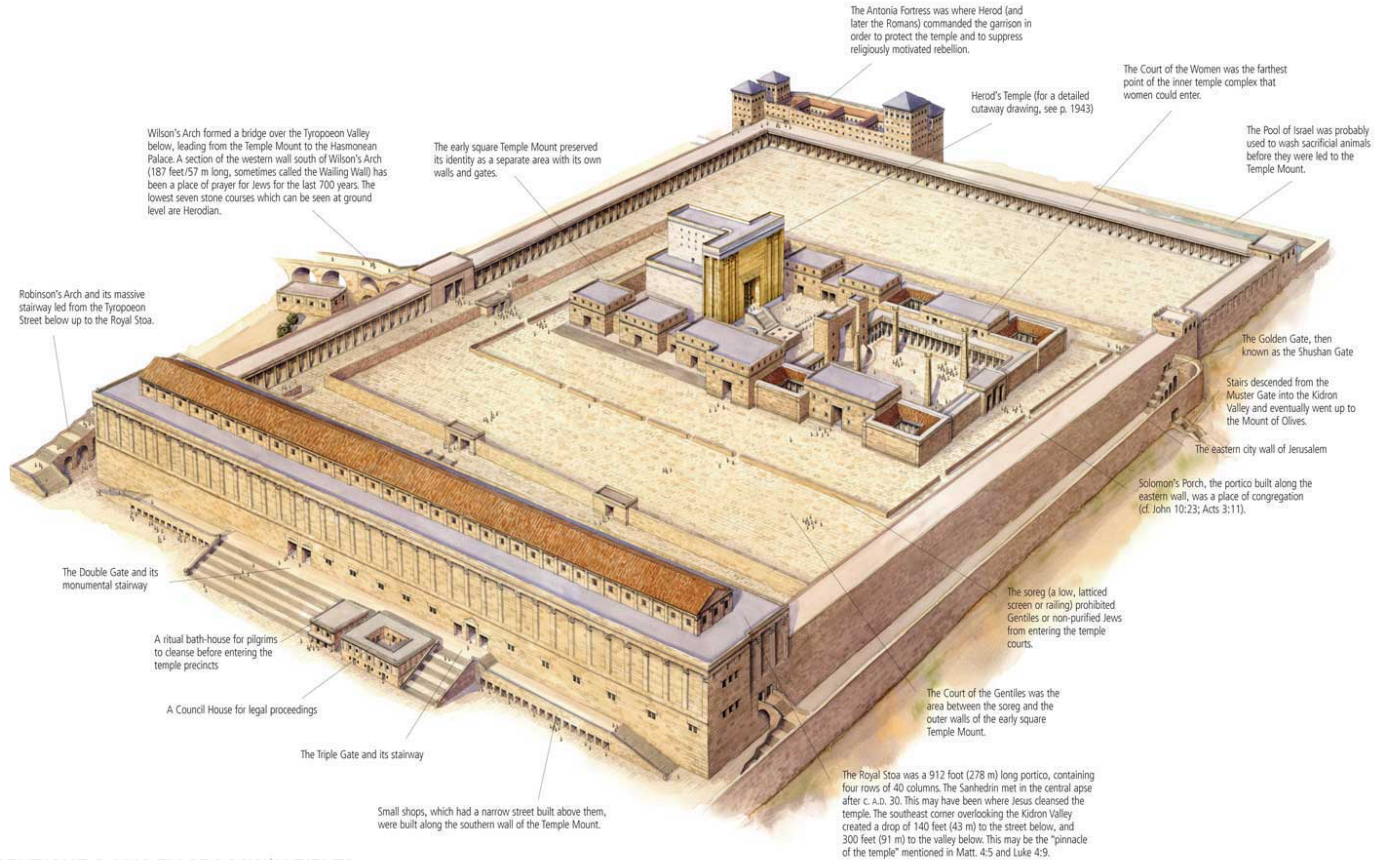 The Antonia Fortress was where Herod (and
later the Romans) commanded the garrison in
order to protect the temple and to suppress
religiously motivated rebellion.
The Court of the Women was the farthest
point of the inner temple complex that
women could enter.
Herod's Temple (for a detailed
cutaway drawing, see p. 1943)
The Pool of Israel was probably
used to wash sacrificial animals
before they were led to the
Temple Mount.
Wilson's Arch formed a bridge over the Tyropoeon Valley
below, leading from the Temple Mount to the Hasmonean
Palace. A section of the western wall south of Wilson's Arch
(187 feet/57 m long, sometimes called the Wailing Wall) has
been a place of prayer for Jews for the last 700 years. The
lowest seven stone courses which can be seen at ground
level are Herodian.
The early square Temple Mount preserved
its identity as a separate area with its own
walls and gates.
Robinson's Arch and its massive
stairway led from the Tyropoeon
Street below up to the Royal Stoa.
The Golden Gate, then
known as the Shushan Gate
Stairs descended from the
Muster Gate into the Kidron
Valley and eventually went up to
the Mount of Olives.
The eastern city wall of Jerusalem
Solomon's Porch, the portico built along the
eastern wall, was a place of congregation
(cf. John 10:23; Acts 3:11).
The Double Gate and its
monumental stairway
The soreg (a low, latticed
screen or railing) prohibited
Gentiles or non-purified Jews
from entering the temple
courts.
A ritual bath-house for pilgrims
to cleanse before entering the
temple precincts
A Council House for legal proceedings
The Court of the Gentiles was the
area between the soreg and the
outer walls of the early square
Temple Mount.
The Triple Gate and its stairway
Small shops, which had a narrow street built above them,
were built along the southern wall of the Temple Mount.
The Royal Stoa was a 912 foot (278 m) long portico, containing
four rows of 40 columns. The Sanhedrin met in the central apse
after c. A.D. 30. This may have been where Jesus cleansed the
temple. The southeast corner overlooking the Kidron Valley
created a drop of 140 feet (43 m) to the street below, and
300 feet (91 m) to the valley below. This may be the "pinnacle
of the temple" mentioned in Matt. 4:5 and Luke 4:9.